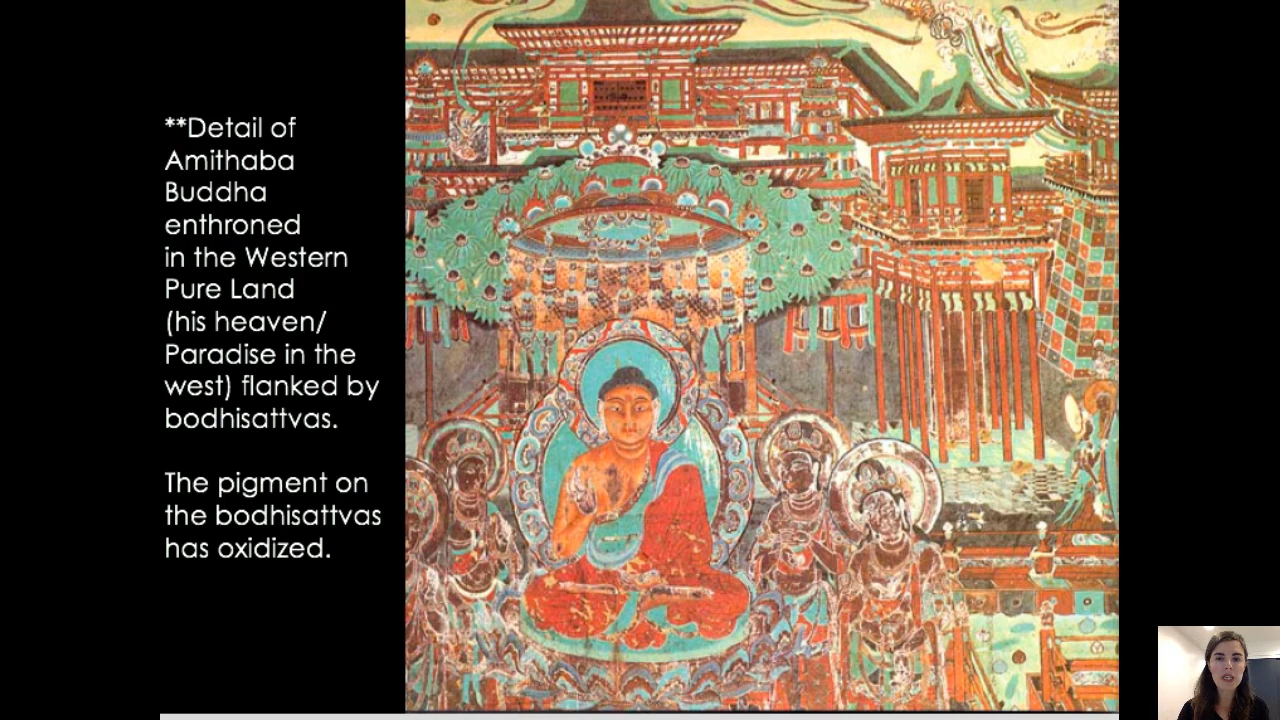 **Detail of
Amithaba
Buddha
enthroned
in the Western
Pure Land
(his heaven/
Paradise in the
west) flanked by
bodhisattvas.
The pigment on
the bodhisattvas
has oxidized.